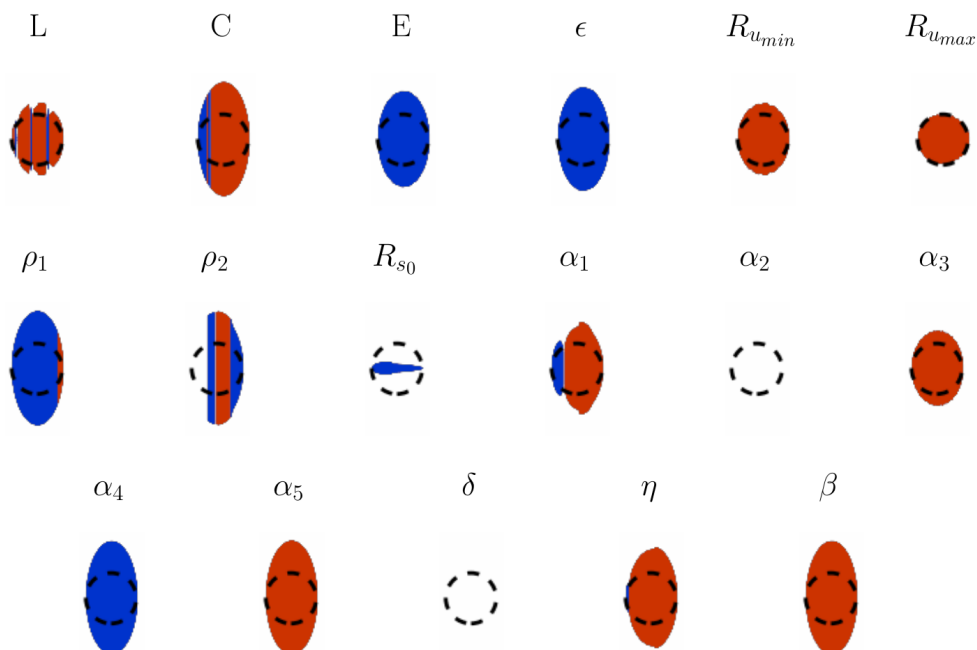 L C E ϵ R_{u_{min}} R_{u_{max}}
ρ_1 ρ_2 R_{s_0} α_1 α_2 α_3
α_4 α_5 δ η β